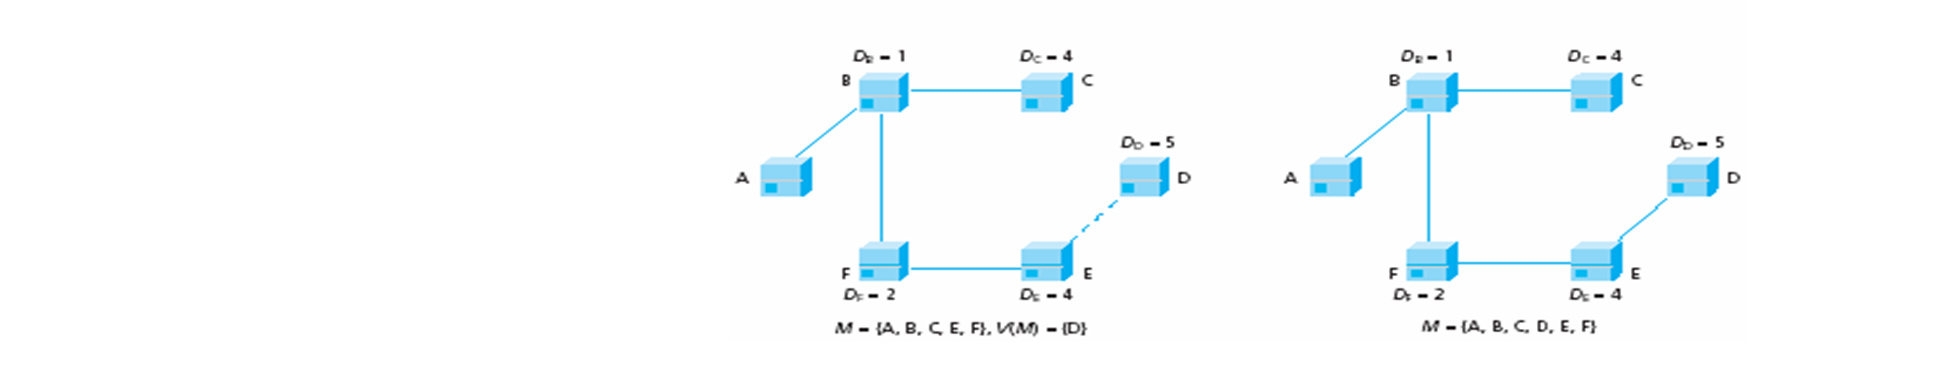 D_B = 1
D_C = 4
B
C
D_D = 5
A
D
F
E
D_F = 2
D_E = 4
M = {A, B, C, E, F}, V(M) = {D}
D_B = 1
D_C = 4
B
C
D_D = 5
A
D
F
E
D_F = 2
D_E = 4
M = {A, B, C, D, E, F}